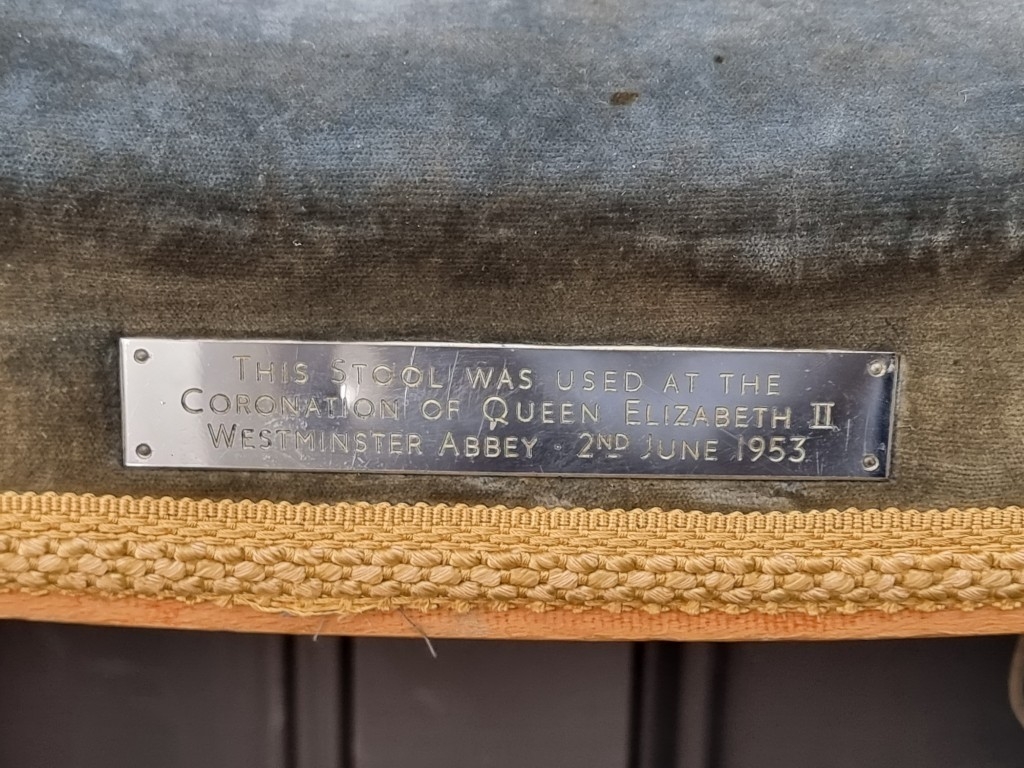 This Stool was used at the
Coronation of Queen Elizabeth II
Westminster Abbey · 2nd June 1953